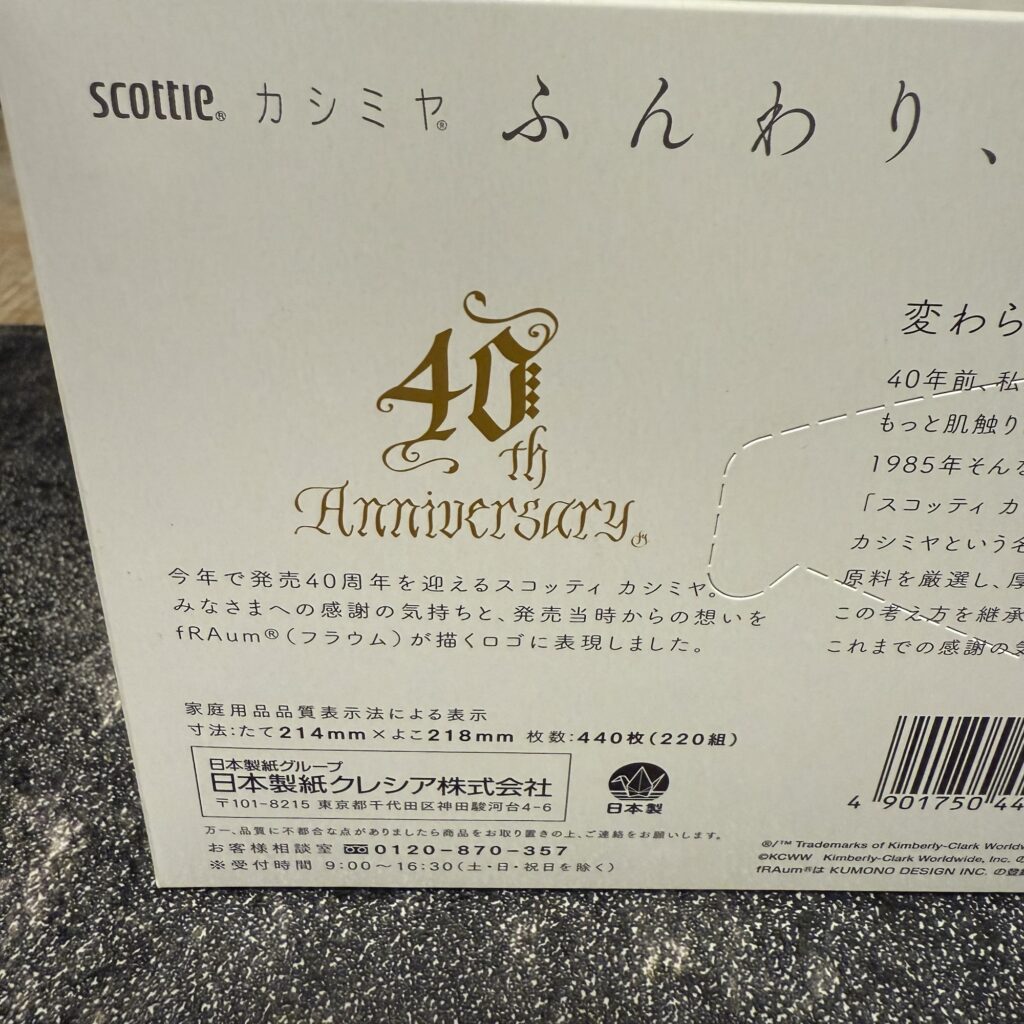 scottie® カシミヤ® ふんわり、
40
th
Anniversary
今年で発売40周年を迎えるスコッティ カシミヤ。
みなさまへの感謝の気持ちと、発売当時からの想いを
fRAum®(フラウム)が描くロゴに表現しました。
変わら
40年前、私
もっと肌触り
1985年そんな
「スコッティ カ
カシミヤという名
原料を厳選し、厚
この考え方を継承
これまでの感謝の気
家庭用品品質表示法による表示
寸法:たて214mm×よこ218mm 枚数:440枚(220組)
日本製紙グループ
日本製紙クレシア株式会社
〒101-8215 東京都千代田区神田駿河台4-6
日本製
万一、品質に不都合な点がありましたら商品をお取り置きの上、ご連絡をお願いします。
お客様相談室 0120-870-357
※受付時間 9:00～16:30(土・日・祝日を除く)
4 901750 44
®/™ Trademarks of Kimberly-Clark Worldw
©KCWW Kimberly-Clark Worldwide, Inc. の
fRAum®は KUMONO DESIGN INC. の登録